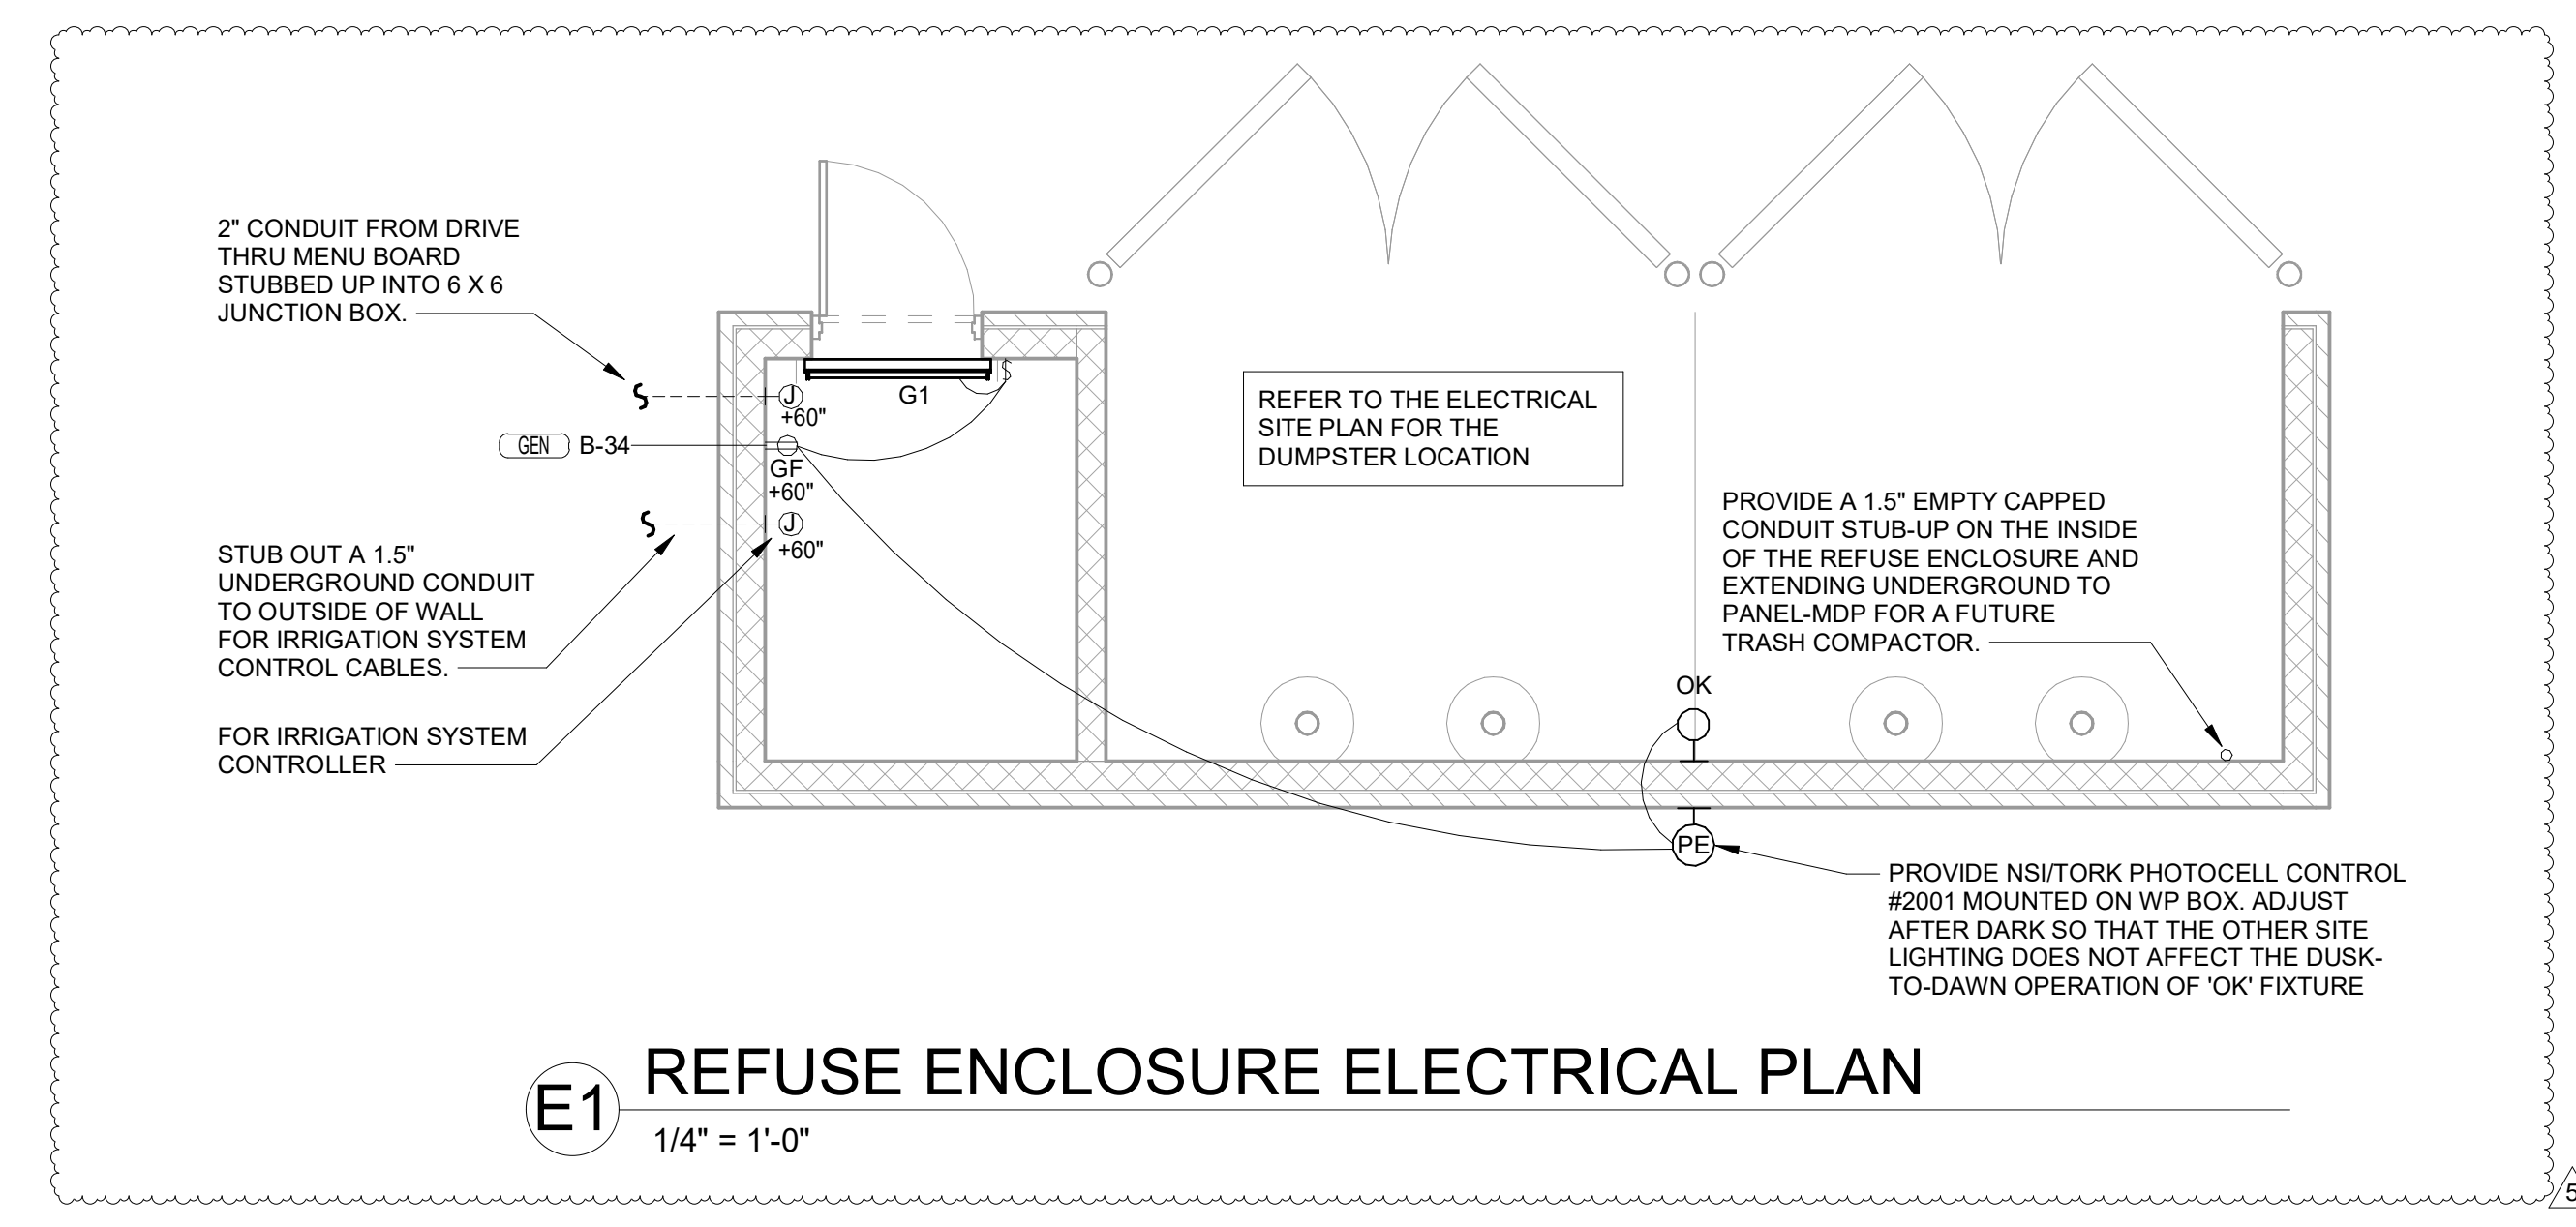 2" CONDUIT FROM DRIVE
THRU MENU BOARD
STUBBED UP INTO 6 X 6
JUNCTION BOX.
J
+60"
G1
$
GEN B-34
GF
+60"
J
+60"
STUB OUT A 1.5"
UNDERGROUND CONDUIT
TO OUTSIDE OF WALL
FOR IRRIGATION SYSTEM
CONTROL CABLES.
FOR IRRIGATION SYSTEM
CONTROLLER
REFER TO THE ELECTRICAL
SITE PLAN FOR THE
DUMPSTER LOCATION
PROVIDE A 1.5" EMPTY CAPPED
CONDUIT STUB-UP ON THE INSIDE
OF THE REFUSE ENCLOSURE AND
EXTENDING UNDERGROUND TO
PANEL-MDP FOR A FUTURE
TRASH COMPACTOR.
OK
PE
PROVIDE NSI/TORK PHOTOCELL CONTROL
#2001 MOUNTED ON WP BOX. ADJUST
AFTER DARK SO THAT THE OTHER SITE
LIGHTING DOES NOT AFFECT THE DUSK-
TO-DAWN OPERATION OF 'OK' FIXTURE
E1
REFUSE ENCLOSURE ELECTRICAL PLAN
1/4" = 1'-0"
5